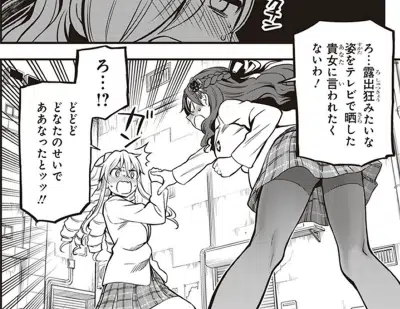 ろ…露出狂みたいな
姿をテレビで晒した
貴女に言われたく
ないわ!
ろ…!?
どどど
どなたのせいで
ああなったとッッ!!